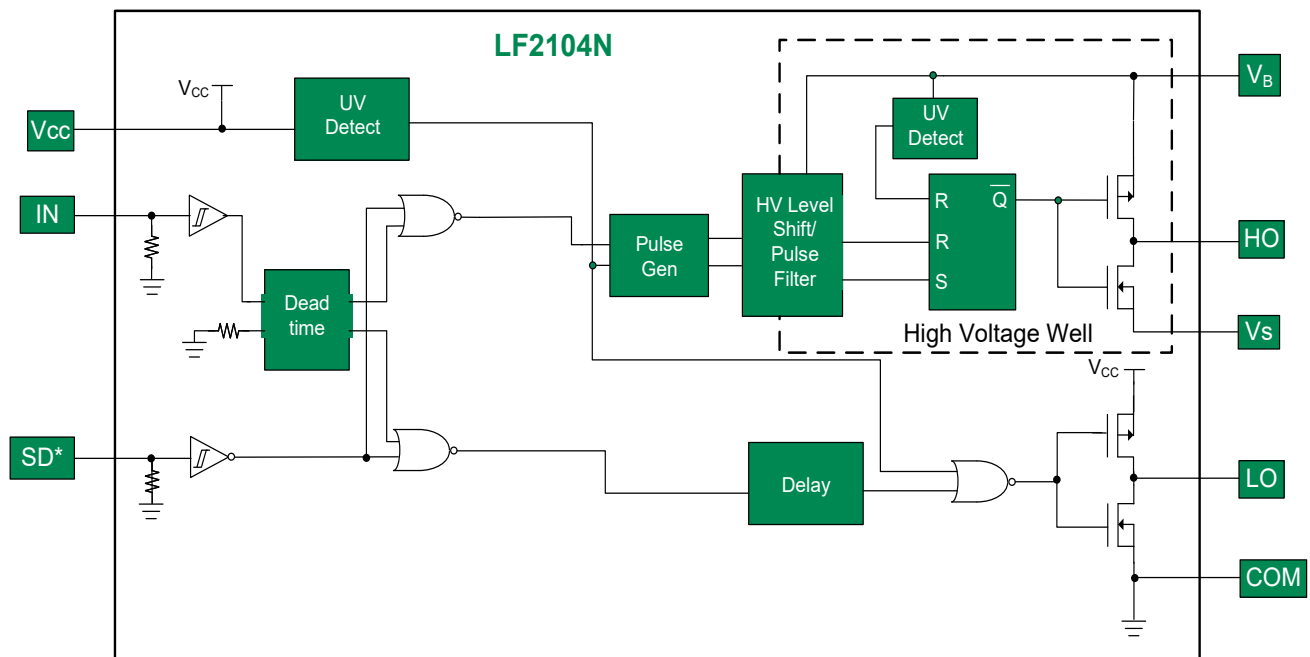 LF2104N
VCC
UV
Detect
VB
Vcc
UV
Detect
IN
HV Level
Shift/
Pulse
Filter
R
Q
R
S
HO
Pulse
Gen
Dead
time
High Voltage Well
Vs
VCC
SD*
Delay
LO
COM